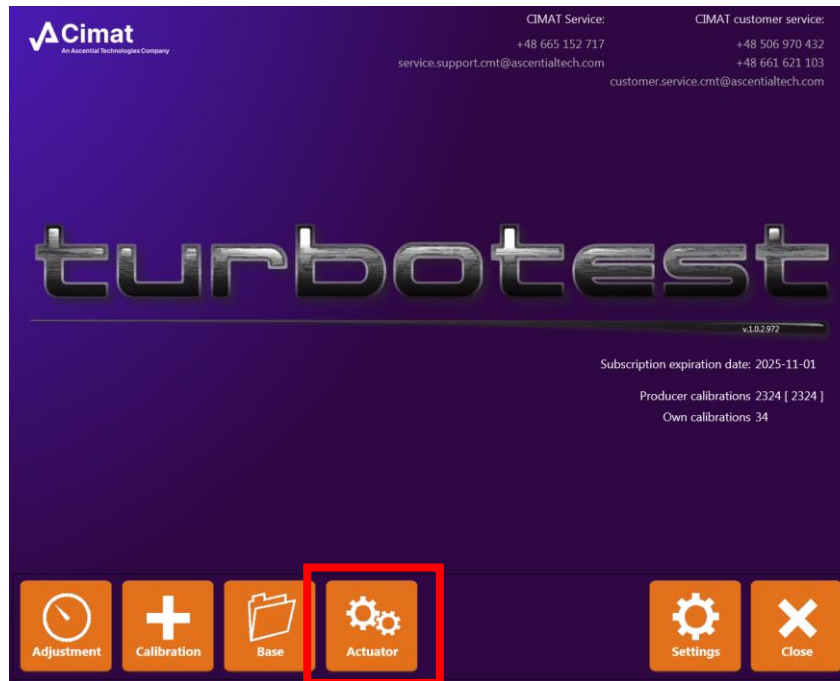 Cimat
An Ascential Technologies Company
CIMAT Service:
+48 665 152 717
service.support.cmt@ascentialtech.com
CIMAT customer service:
+48 506 970 432
+48 661 621 103
customer.service.cmt@ascentialtech.com
turbotest
v.1.0.2.972
Subscription expiration date: 2025-11-01
Producer calibrations 2324 [ 2324 ]
Own calibrations 34
Adjustment
Calibration
Base
Actuator
Settings
Close